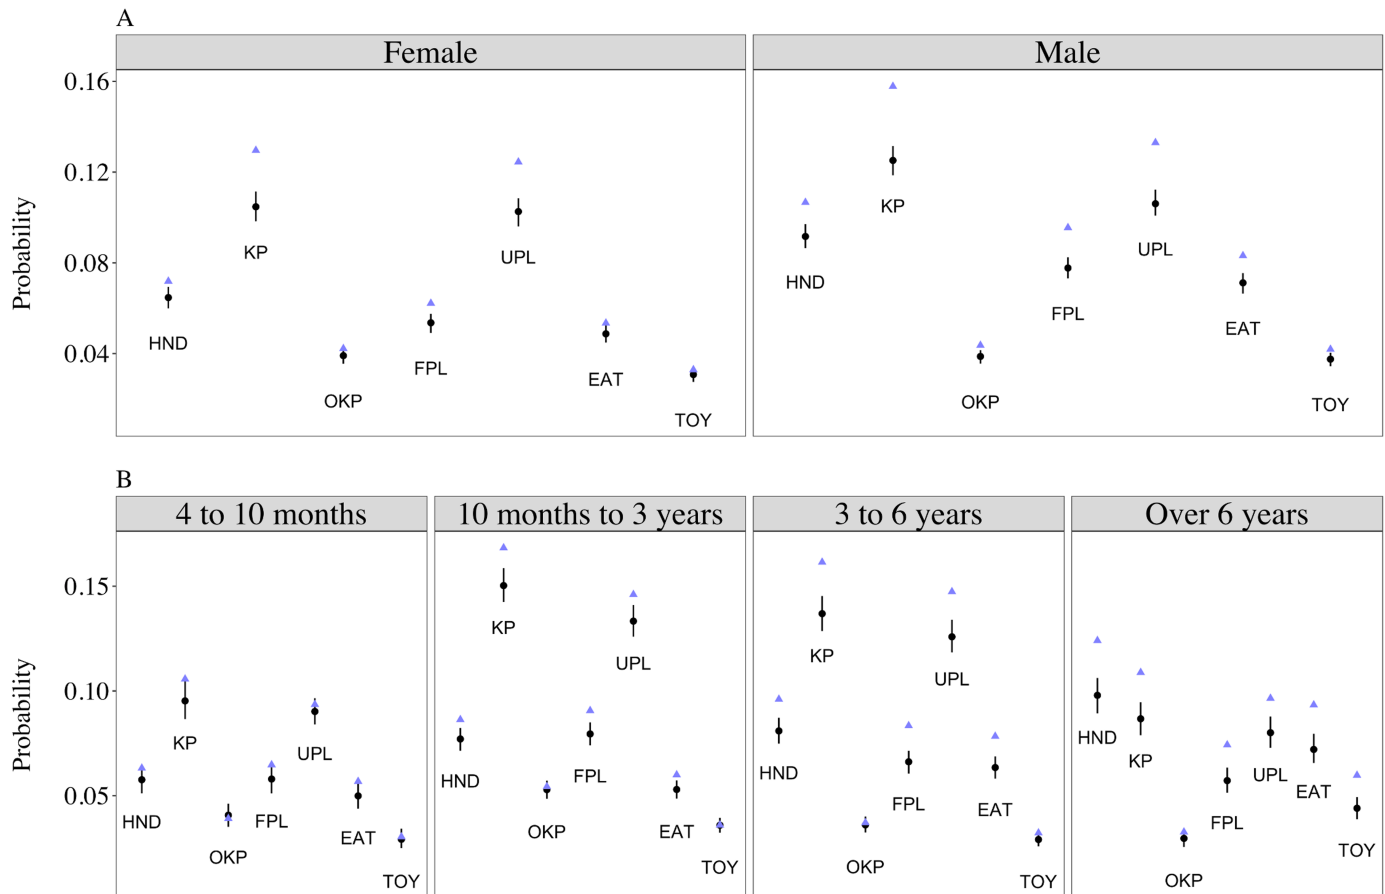 A
Female
Male
0.16
0.12
0.08
0.04
Probability
HND
KP
OKP
FPL
UPL
EAT
TOY
HND
KP
OKP
FPL
UPL
EAT
TOY
B
4 to 10 months
10 months to 3 years
3 to 6 years
Over 6 years
0.15
0.10
0.05
Probability
HND
KP
OKP
FPL
UPL
EAT
TOY
HND
KP
OKP
FPL
UPL
EAT
TOY
HND
KP
OKP
FPL
UPL
EAT
TOY
HND
KP
OKP
FPL
UPL
EAT
TOY